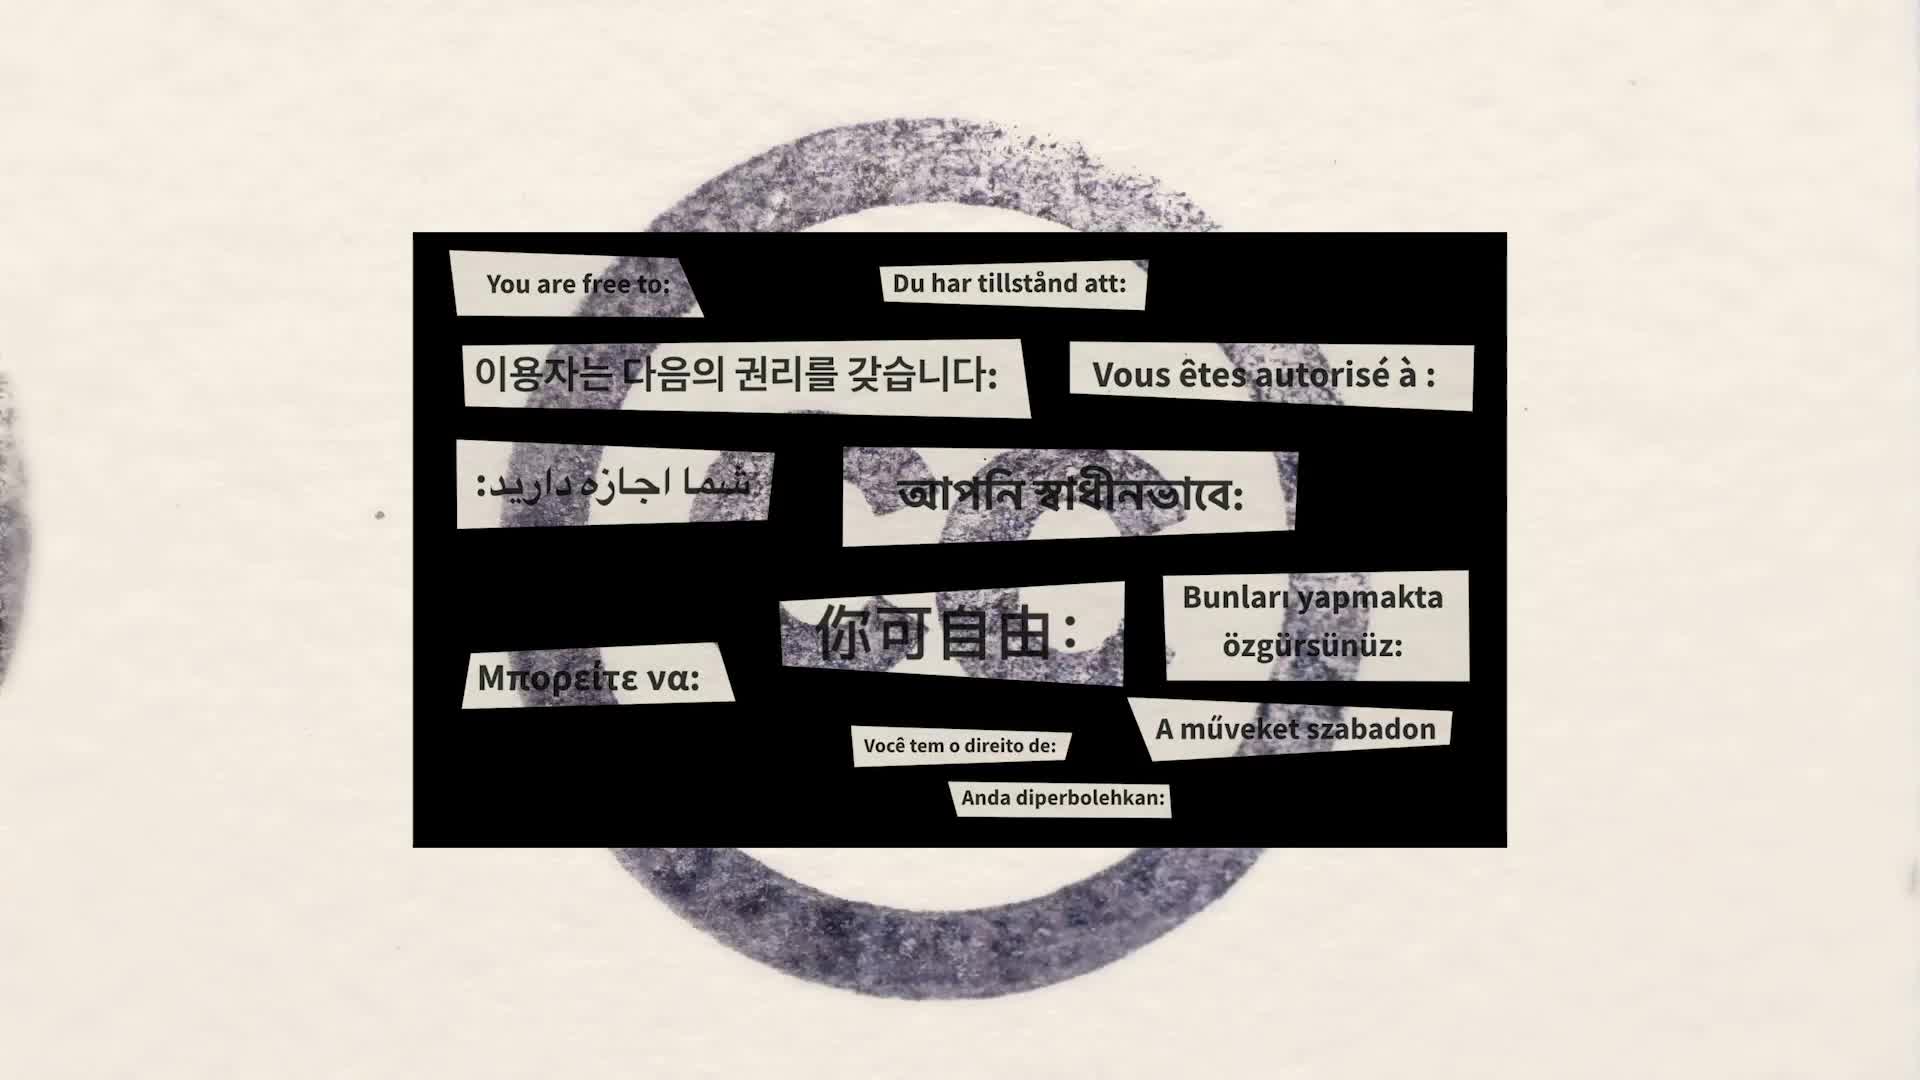 You are free to:
Du har tillstånd att:
이용자는 다음의 권리를 갖습니다:
Vous êtes autorisé à :
شما اجازه دارید:
আপনি স্বাধীনভাবে:
你可自由：
Bunları yapmakta
özgürsünüz:
Μπορείτε να:
A műveket szabadon
Você tem o direito de:
Anda diperbolehkan: